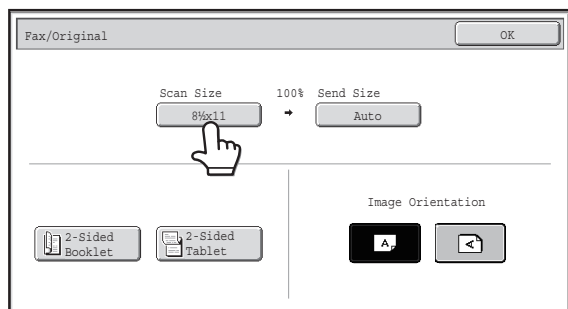 Fax/Original OK
Scan Size 100% Send Size
8½x11 → Auto
Image Orientation
2-Sided Booklet
2-Sided Tablet
A A